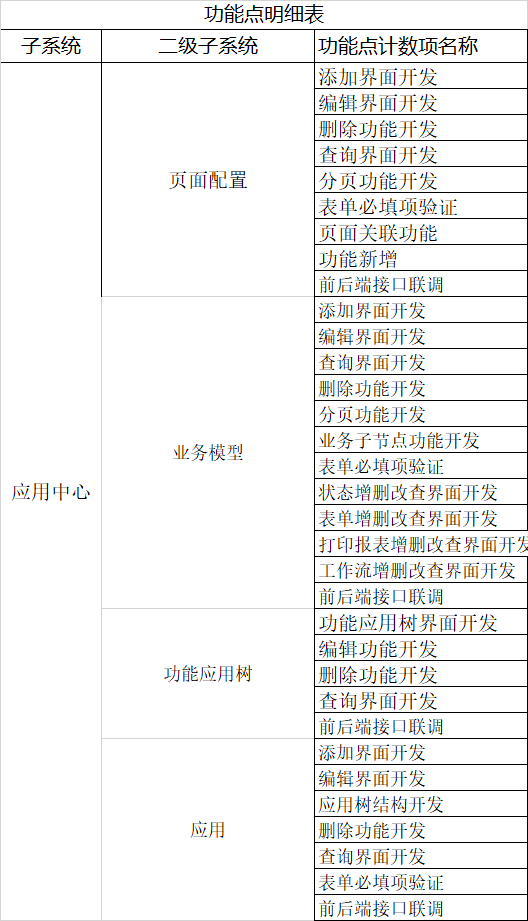 功能点明细表
子系统 二级子系统 功能点计数项名称
应用中心
页面配置
添加界面开发
编辑界面开发
删除功能开发
查询界面开发
分页功能开发
表单必填项验证
页面关联功能
功能新增
前后端接口联调
业务模型
添加界面开发
编辑界面开发
查询界面开发
删除功能开发
分页功能开发
业务子节点功能开发
表单必填项验证
状态增删改查界面开发
表单增删改查界面开发
打印报表增删改查界面开发
工作流增删改查界面开发
前后端接口联调
功能应用树
功能应用树界面开发
编辑功能开发
删除功能开发
查询界面开发
前后端接口联调
应用
添加界面开发
编辑界面开发
应用树结构开发
删除功能开发
查询界面开发
表单必填项验证
前后端接口联调